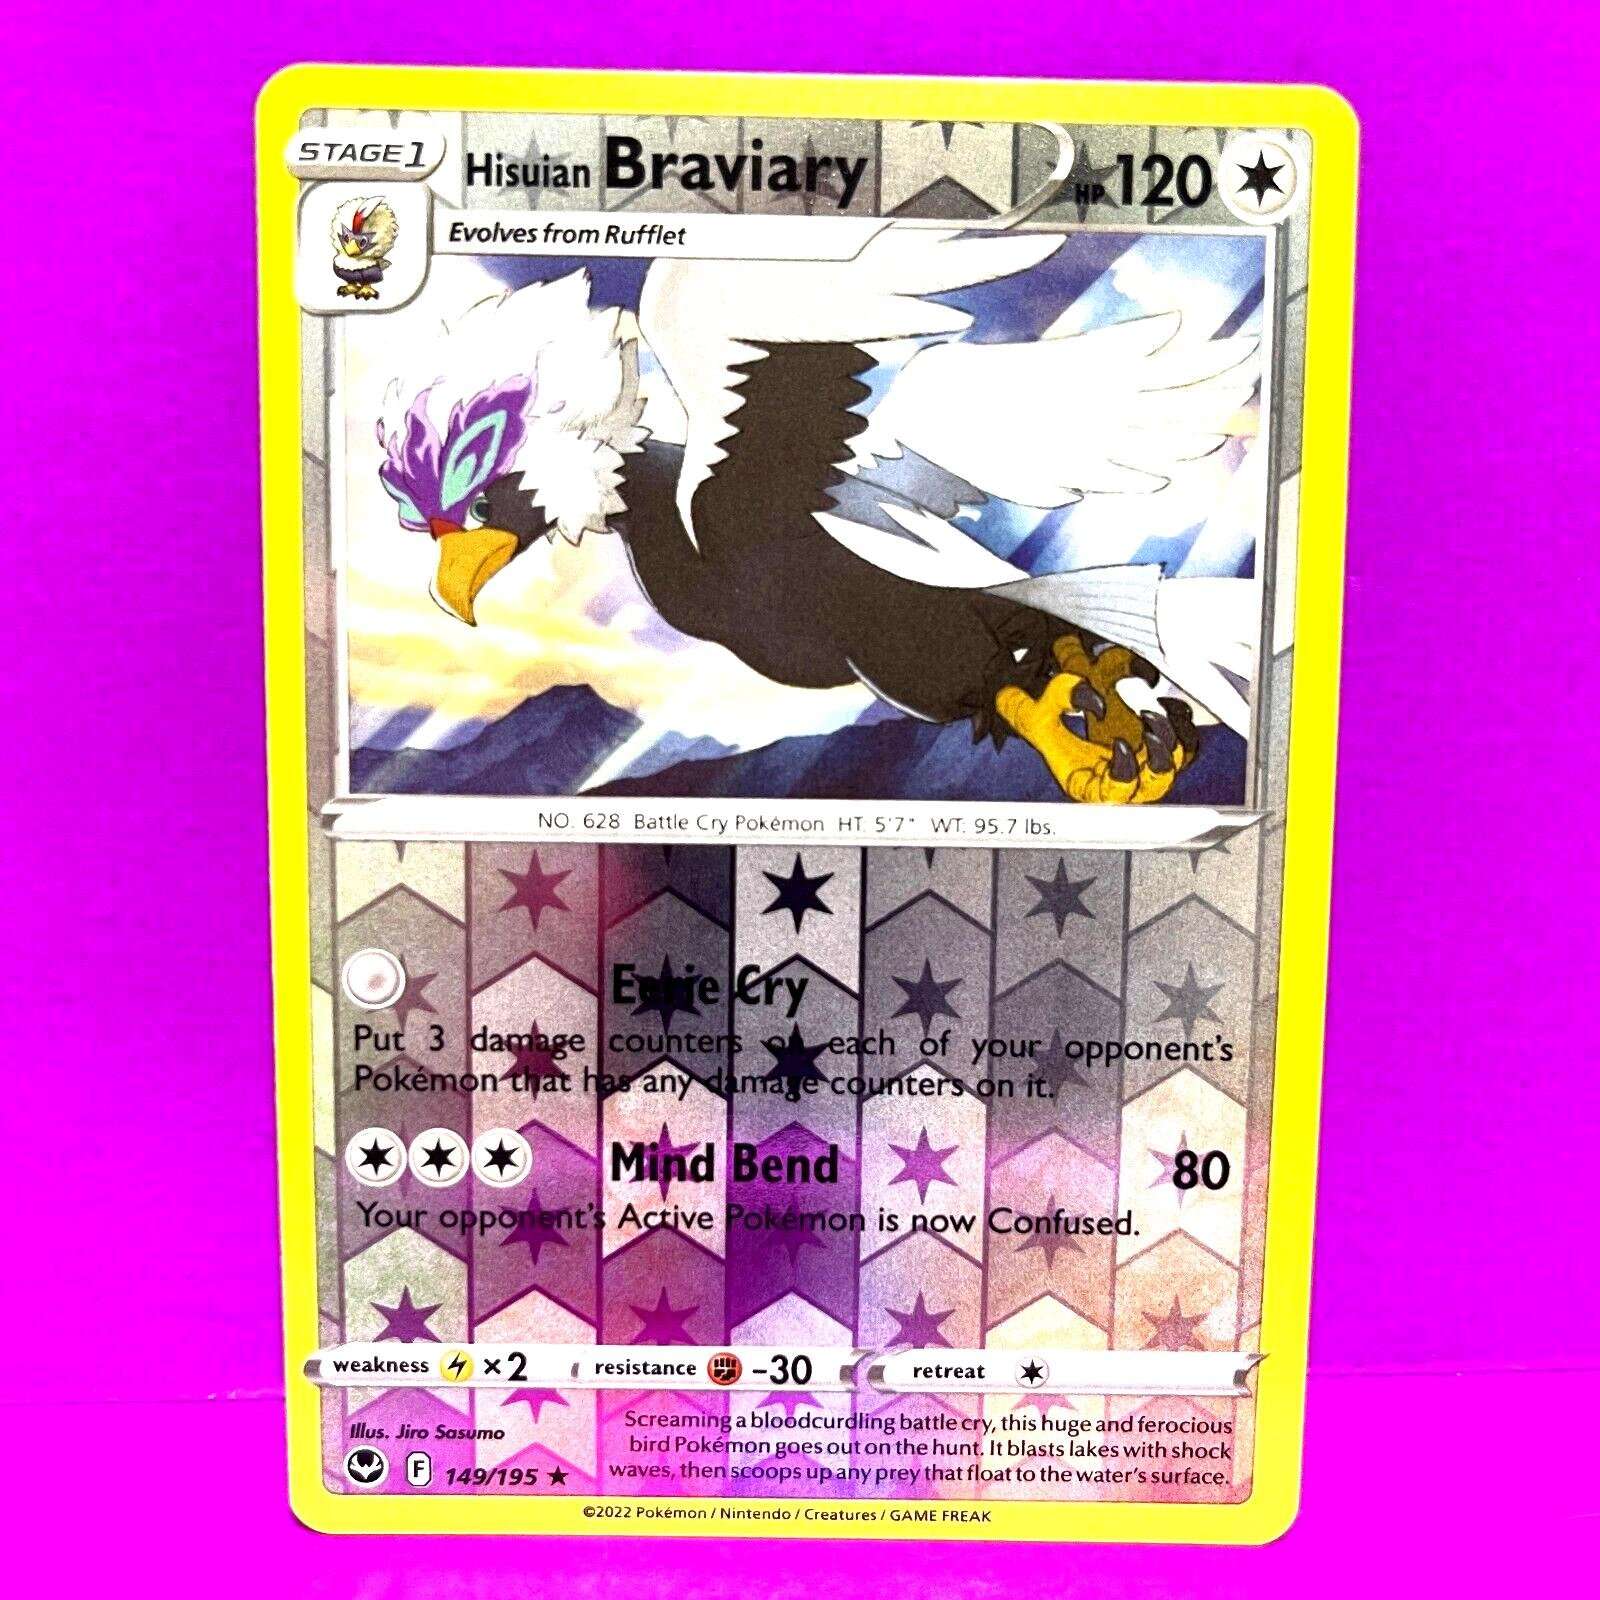 STAGE 1
Hisuian Braviary
HP 120
Evolves from Rufflet
NO. 628 Battle Cry Pokémon HT. 5'7" WT. 95.7 lbs.
Eerie Cry
Put 3 damage counters on each of your opponent's
Pokémon that has any damage counters on it.
Mind Bend 80
Your opponent's Active Pokémon is now Confused.
weakness ×2 resistance -30 retreat
Illus. Jiro Sasumo
F 149/195 ★
Screaming a bloodcurdling battle cry, this huge and ferocious
bird Pokémon goes out on the hunt. It blasts lakes with shock
waves, then scoops up any prey that float to the water's surface.
©2022 Pokémon / Nintendo / Creatures / GAME FREAK